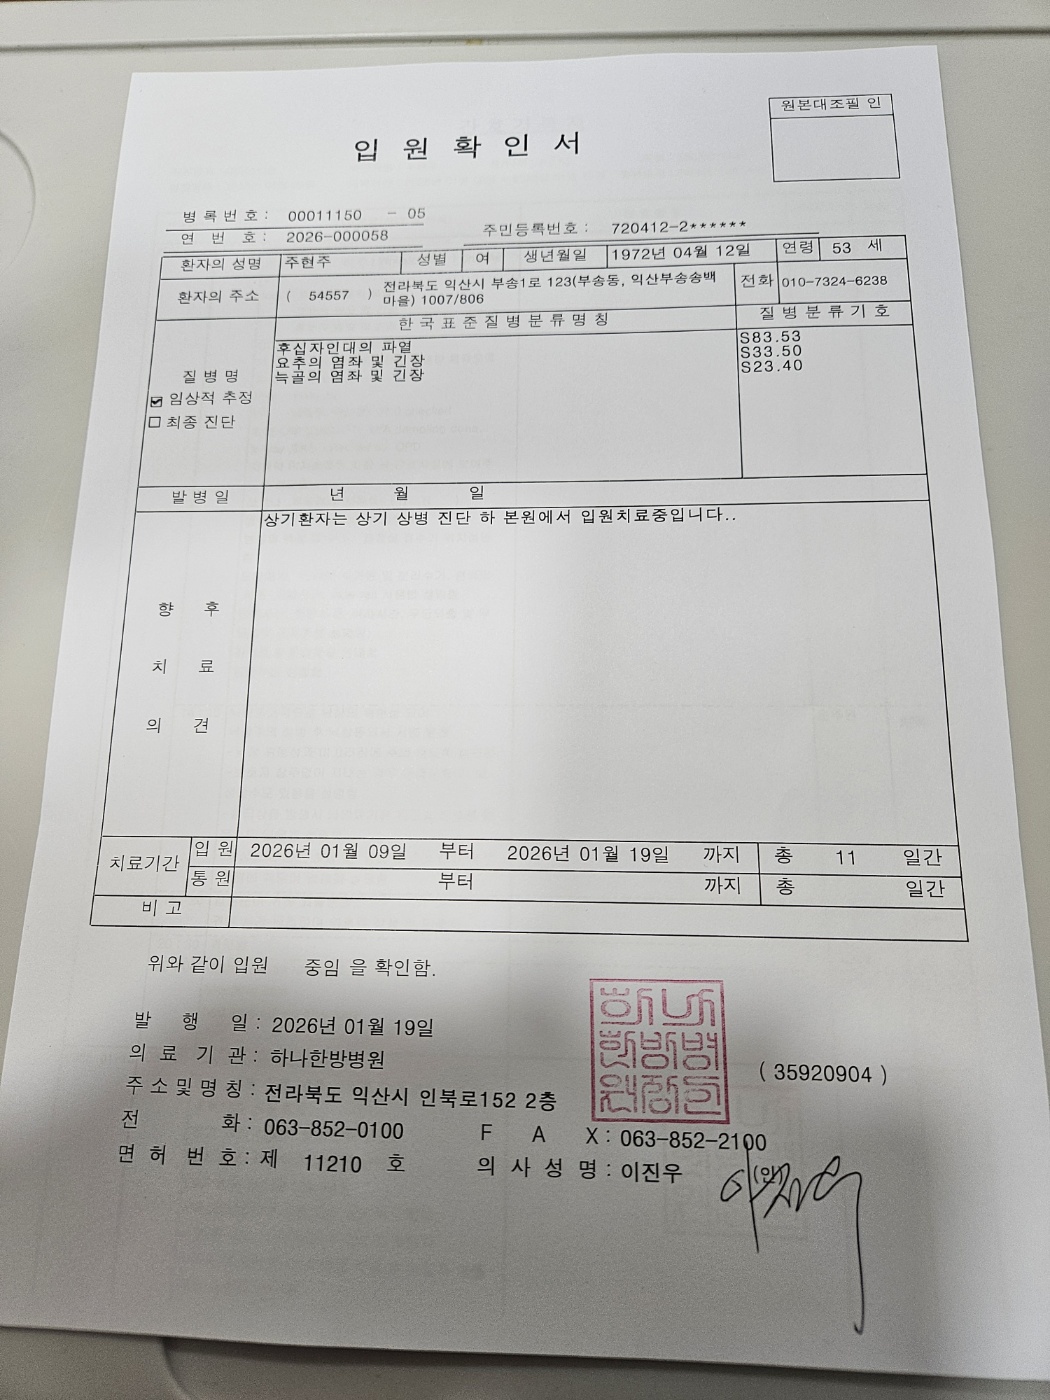 원본대조필 인
입 원 확 인 서
병 록 번 호 : 00011150 - 05
연 번 호 : 2026-000058 주민등록번호 : 720412-2******
환자의 성명 주현주 성별 여 생년월일 1972년 04월 12일 연령 53 세
환자의 주소 ( 54557 ) 전라북도 익산시 부송1로 123(부송동, 익산부송송백마을) 1007/806 전화 010-7324-6238
한 국 표 준 질 병 분 류 명 칭 질 병 분 류 기 호
후십자인대의 파열 S83.53
요추의 염좌 및 긴장 S33.50
늑골의 염좌 및 긴장 S23.40
질 병 명
☑ 임상적 추정
☐ 최종 진단
발 병 일 년 월 일
상기환자는 상기 상병 진단 하 본원에서 입원치료중입니다..
향 후
치 료
의 견
치료기간 입 원 2026년 01월 09일 부터 2026년 01월 19일 까지 총 11 일간
통 원 부터 까지 총 일간
비 고
위와 같이 입원 중임 을 확인함.
발 행 일 : 2026년 01월 19일
의 료 기 관 : 하나한방병원
( 35920904 )
주 소 및 명 칭 : 전라북도 익산시 인북로152 2층
전 화 : 063-852-0100 F A X : 063-852-2100
면 허 번 호 : 제 11210 호 의 사 성 명 : 이진우 (인)